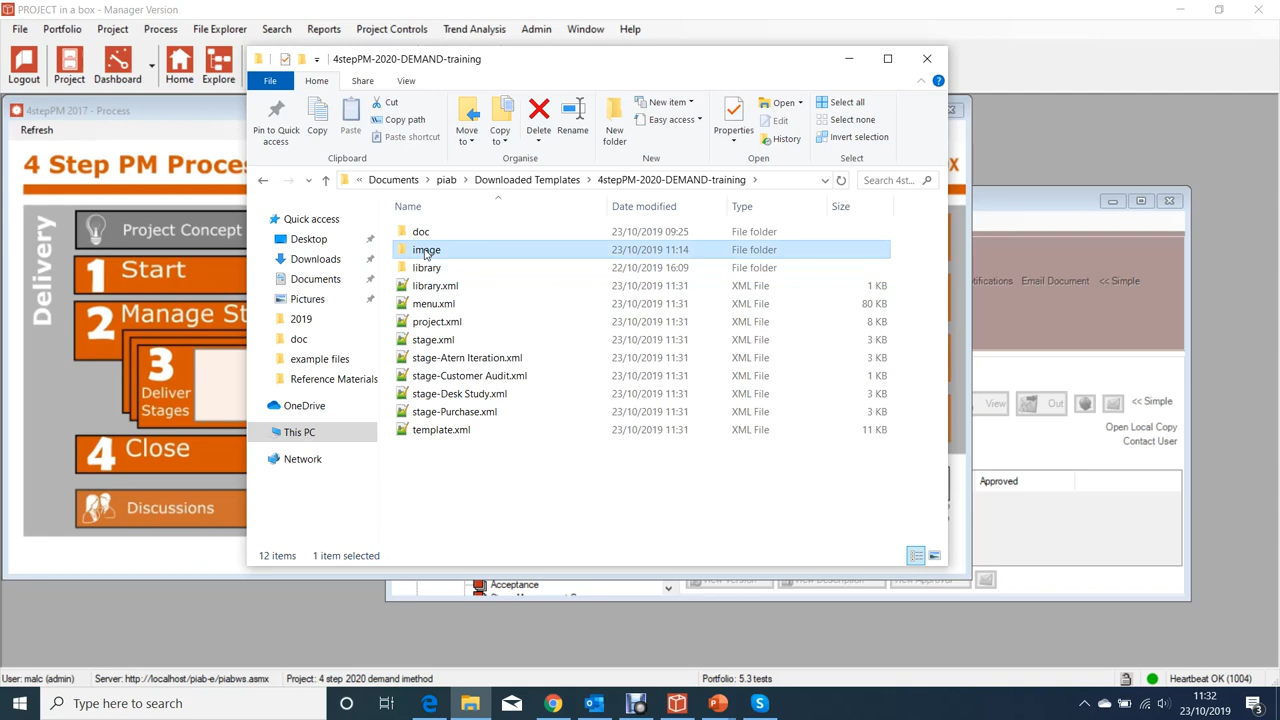 PROJECT in a box - Manager Version
File Portfolio Project Process File Explorer Search Reports Project Controls Trend Analysis Admin Window Help
Logout Project Dashboard Home Explore
4stepPM 2017 - Process
Refresh
4 Step PM Proces
Delivery
Project Concept
1 Start
2 Manage St
3 Deliver Stages
4 Close
Discussions
4stepPM-2020-DEMAND-training
File Home Share View
Pin to Quick access
Copy
Paste
Cut
Copy path
Paste shortcut
Clipboard
Move to
Copy to
Delete
Rename
Organise
New folder
New item
Easy access
New
Properties
Open
Edit
History
Open
Select all
Select none
Invert selection
Select
« Documents > piab > Downloaded Templates > 4stepPM-2020-DEMAND-training >
Search 4st...
Quick access
Desktop
Downloads
Documents
Pictures
2019
doc
example files
Reference Materials
OneDrive
This PC
Network
Name Date modified Type Size
doc 23/10/2019 09:25 File folder
image 23/10/2019 11:14 File folder
library 22/10/2019 16:09 File folder
library.xml 23/10/2019 11:31 XML File 1 KB
menu.xml 23/10/2019 11:31 XML File 80 KB
project.xml 23/10/2019 11:31 XML File 8 KB
stage.xml 23/10/2019 11:31 XML File 3 KB
stage-Atern Iteration.xml 23/10/2019 11:31 XML File 3 KB
stage-Customer Audit.xml 23/10/2019 11:31 XML File 1 KB
stage-Desk Study.xml 23/10/2019 11:31 XML File 3 KB
stage-Purchase.xml 23/10/2019 11:31 XML File 3 KB
template.xml 23/10/2019 11:31 XML File 11 KB
12 items 1 item selected
ox
tifications Email Document << Simple
View Out << Simple
Open Local Copy
Contact User
Approved
Acceptance
View Version View Description View Approval
User: malc (admin) Server: http://localhost/piab-e/piabws.asmx Project: 4 step 2020 demand imethod Portfolio: 5.3 tests Heartbeat OK (1004)
Type here to search
11:32
23/10/2019
3